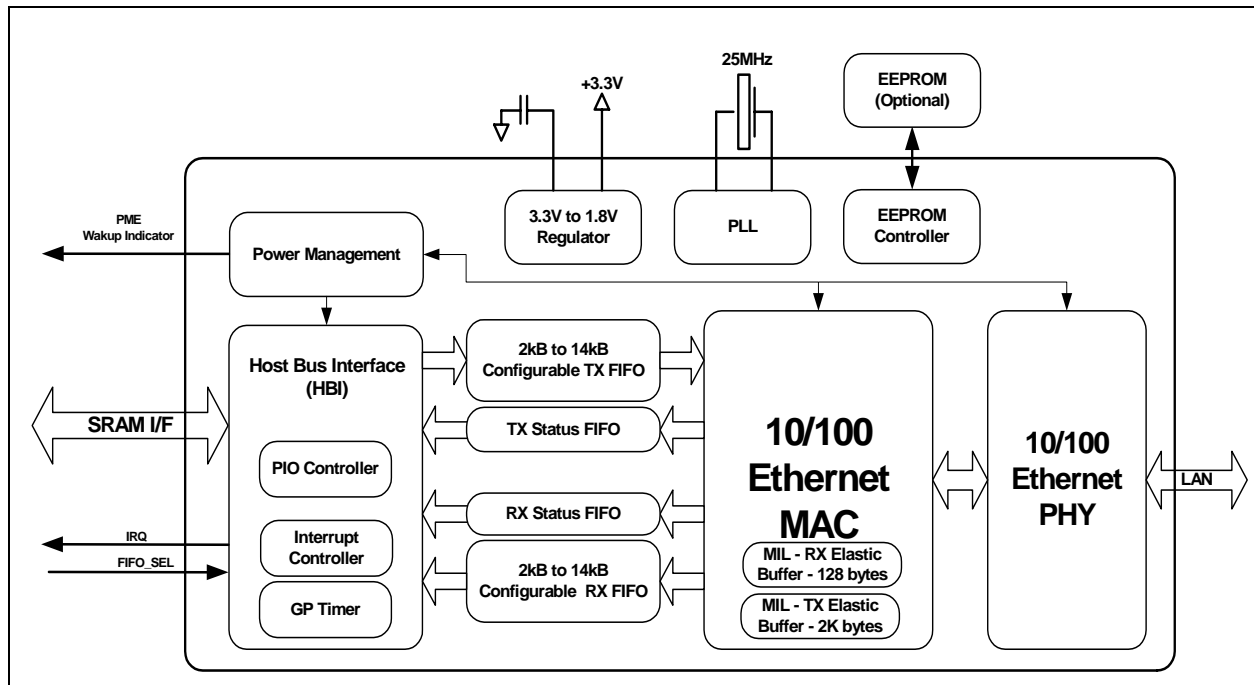 25MHz
+3.3V
EEPROM
(Optional)
3.3V to 1.8V
Regulator
PLL
EEPROM
Controller
PME
Wakup Indicator
Power Management
Host Bus Interface
(HBI)
2kB to 14kB
Configurable TX FIFO
SRAM I/F
TX Status FIFO
PIO Controller
RX Status FIFO
IRQ
Interrupt
Controller
FIFO_SEL
2kB to 14kB
Configurable RX FIFO
GP Timer
10/100
Ethernet
MAC
MIL - RX Elastic
Buffer - 128 bytes
MIL - TX Elastic
Buffer - 2K bytes
10/100
Ethernet
PHY
LAN